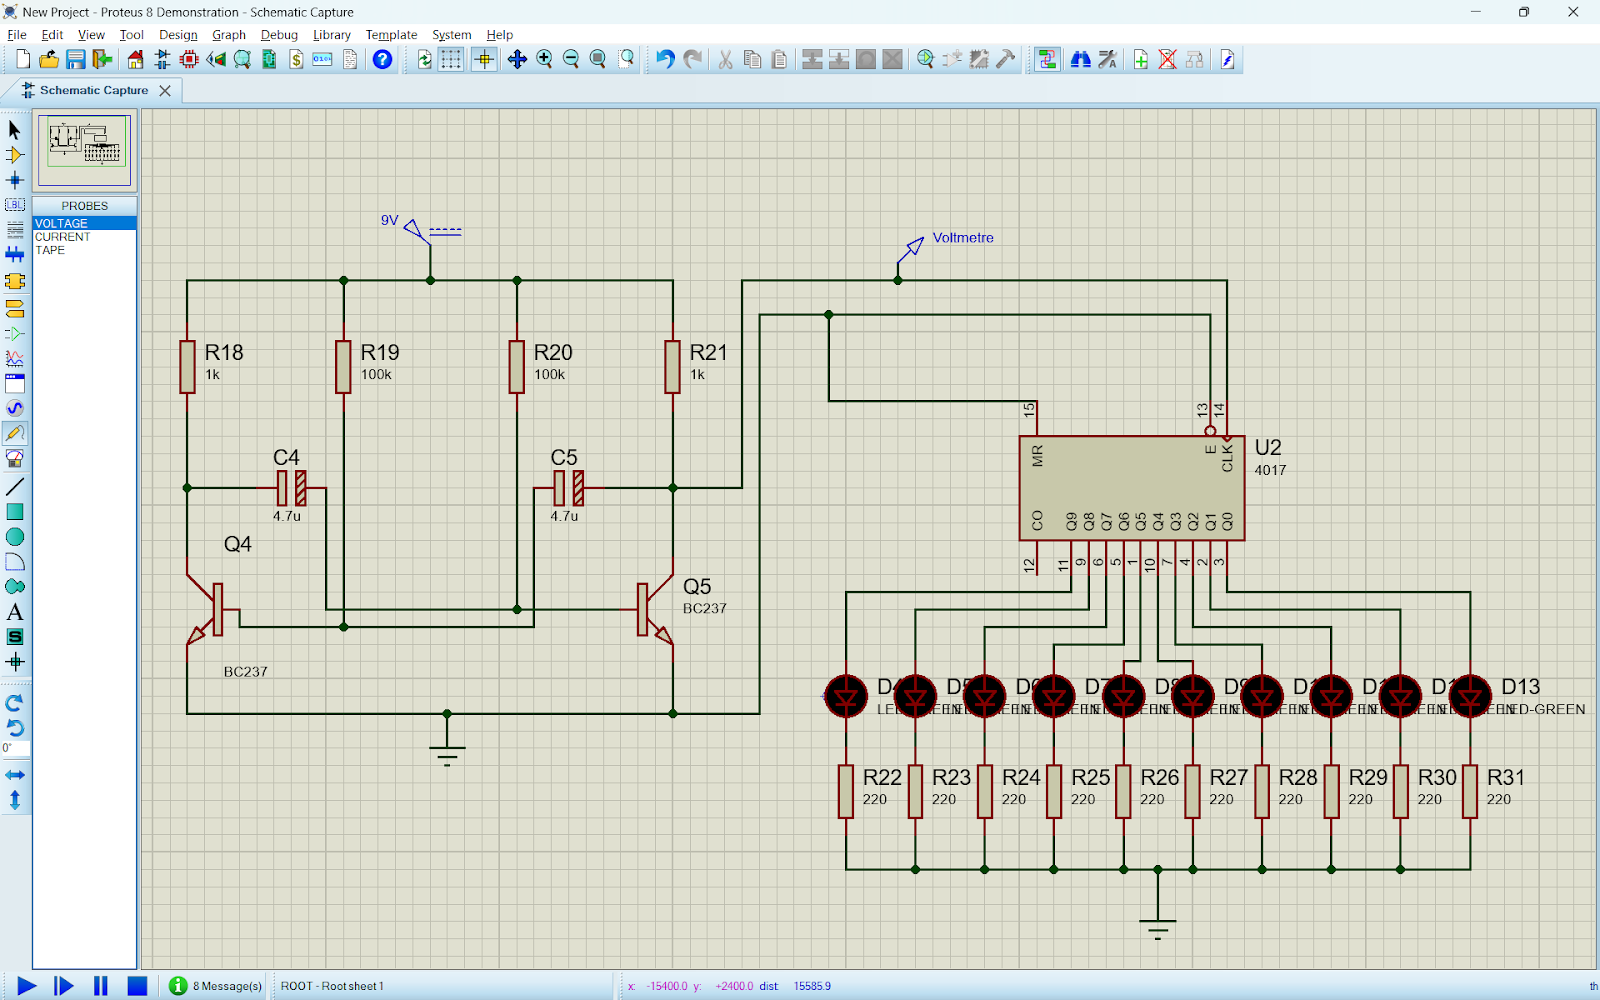 New Project - Proteus 8 Demonstration - Schematic Capture
File Edit View Tool Design Graph Debug Library Template System Help
Schematic Capture
PROBES
VOLTAGE
CURRENT
TAPE
LBL
A
S
0°
9V
Voltmetre
R18
1k
R19
100k
R20
100k
R21
1k
C4
4.7u
C5
4.7u
Q4
BC237
Q5
BC237
15 13 14
MR E CLK
U2
4017
CO Q9 Q8 Q7 Q6 Q5 Q4 Q3 Q2 Q1 Q0
12 11 9 6 5 1 10 7 4 2 3
D13
LED-GREEN
R22 R23 R24 R25 R26 R27 R28 R29 R30 R31
220 220 220 220 220 220 220 220 220 220
8 Message(s)
ROOT - Root sheet 1
x: -15400.0 y: +2400.0 dist: 15585.9
th